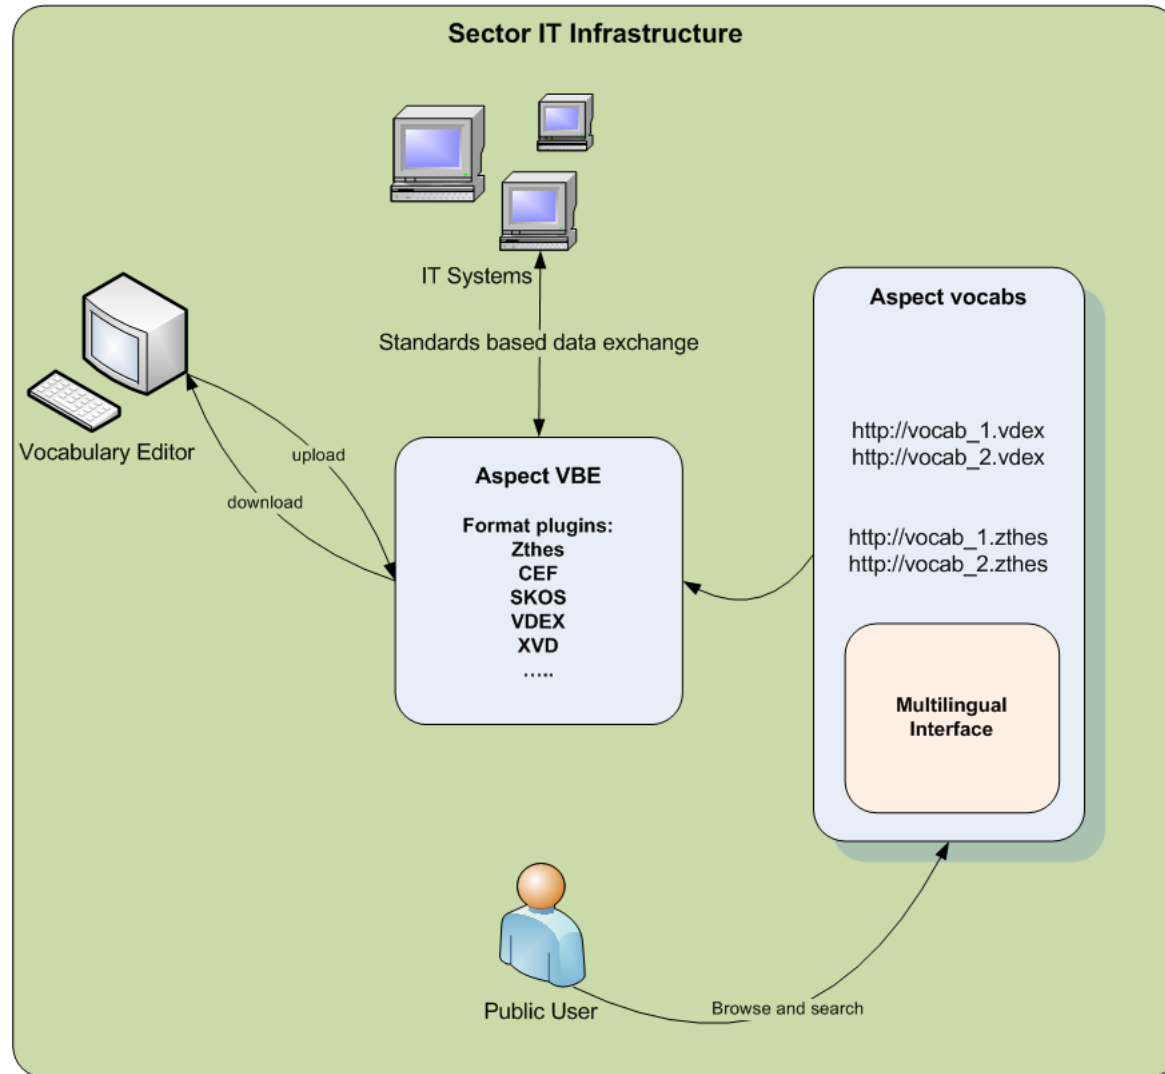 Sector IT Infrastructure
IT Systems
Standards based data exchange
Vocabulary Editor
upload
download
Aspect VBE
Format plugins:
Zthes
CEF
SKOS
VDEX
XVD
…..
Aspect vocabs
http://vocab_1.vdex
http://vocab_2.vdex
http://vocab_1.zthes
http://vocab_2.zthes
Multilingual
Interface
Public User
Browse and search